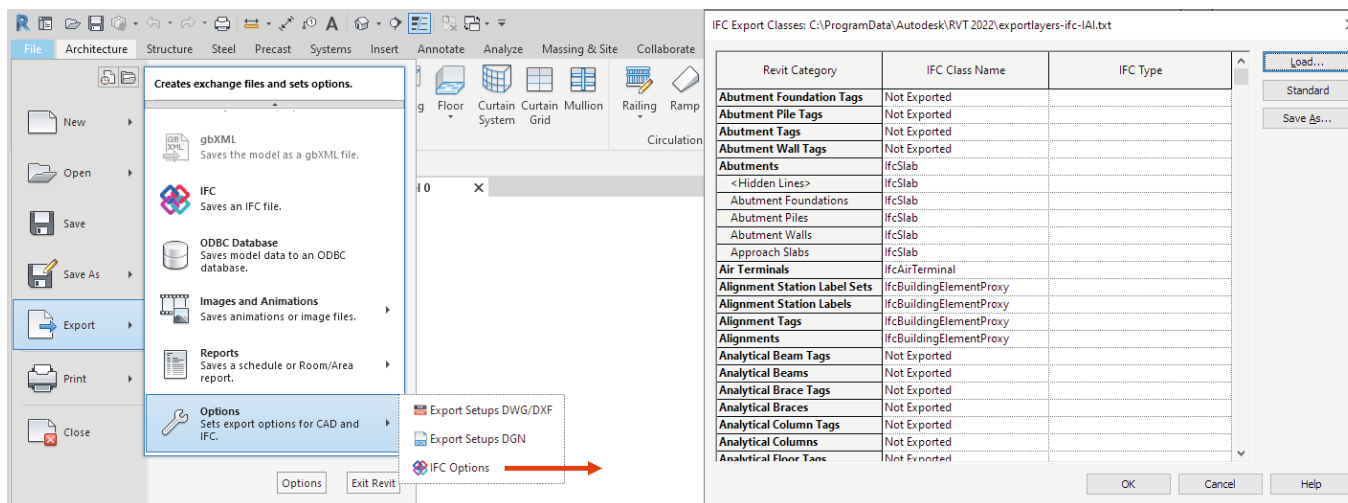 File Architecture Structure Steel Precast Systems Insert Annotate Analyze Massing & Site Collaborate
Creates exchange files and sets options.
New
Open
Save
Save As
Export
Print
Close
gbXML
Saves the model as a gbXML file.
IFC
Saves an IFC file.
ODBC Database
Saves model data to an ODBC
database.
Images and Animations
Saves animations or image files.
Reports
Saves a schedule or Room/Area
report.
Options
Sets export options for CAD and
IFC.
Options Exit Revit
Export Setups DWG/DXF
Export Setups DGN
IFC Options
g Floor Curtain System Curtain Grid Mullion Railing Ramp
Circulation
l 0
IFC Export Classes: C:\ProgramData\Autodesk\RVT 2022\exportlayers-ifc-IAI.txt
Revit Category IFC Class Name IFC Type
Abutment Foundation Tags Not Exported
Abutment Pile Tags Not Exported
Abutment Tags Not Exported
Abutment Wall Tags Not Exported
Abutments IfcSlab
<Hidden Lines> IfcSlab
Abutment Foundations IfcSlab
Abutment Piles IfcSlab
Abutment Walls IfcSlab
Approach Slabs IfcSlab
Air Terminals IfcAirTerminal
Alignment Station Label Sets IfcBuildingElementProxy
Alignment Station Labels IfcBuildingElementProxy
Alignment Tags IfcBuildingElementProxy
Alignments IfcBuildingElementProxy
Analytical Beam Tags Not Exported
Analytical Beams Not Exported
Analytical Brace Tags Not Exported
Analytical Braces Not Exported
Analytical Column Tags Not Exported
Analytical Columns Not Exported
Analytical Floor Tags Not Exported
Load...
Standard
Save As...
OK Cancel Help